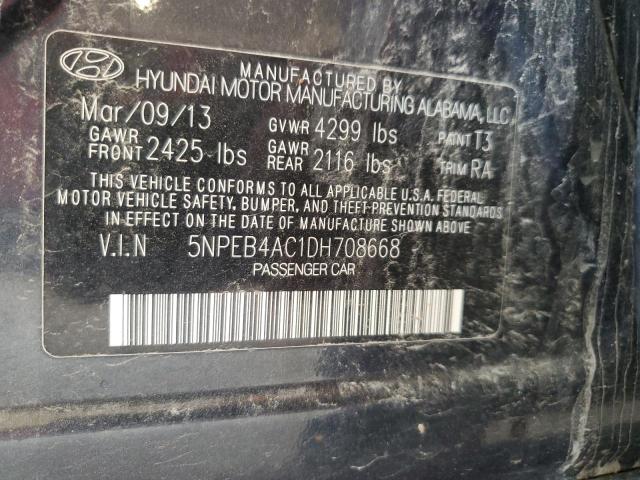 MANUFACTURED BY
HYUNDAI MOTOR MANUFACTURING ALABAMA, LLC
Mar/09/13 GVWR 4299 lbs PAINT T3
GAWR FRONT 2425 lbs GAWR REAR 2116 lbs TRIM RA
THIS VEHICLE CONFORMS TO ALL APPLICABLE U.S.A. FEDERAL
MOTOR VEHICLE SAFETY, BUMPER, AND THEFT PREVENTION STANDARDS
IN EFFECT ON THE DATE OF MANUFACTURE SHOWN ABOVE.
V.I.N 5NPEB4AC1DH708668
PASSENGER CAR